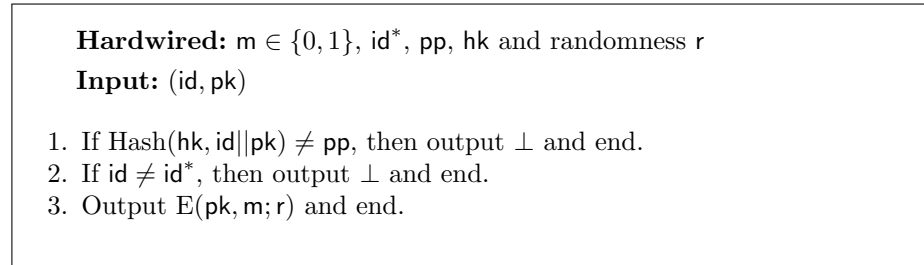 Hardwired: m ∈ {0, 1}, id*, pp, hk and randomness r
Input: (id, pk)
1. If Hash(hk, id||pk) ≠ pp, then output ⊥ and end.
2. If id ≠ id*, then output ⊥ and end.
3. Output E(pk, m; r) and end.